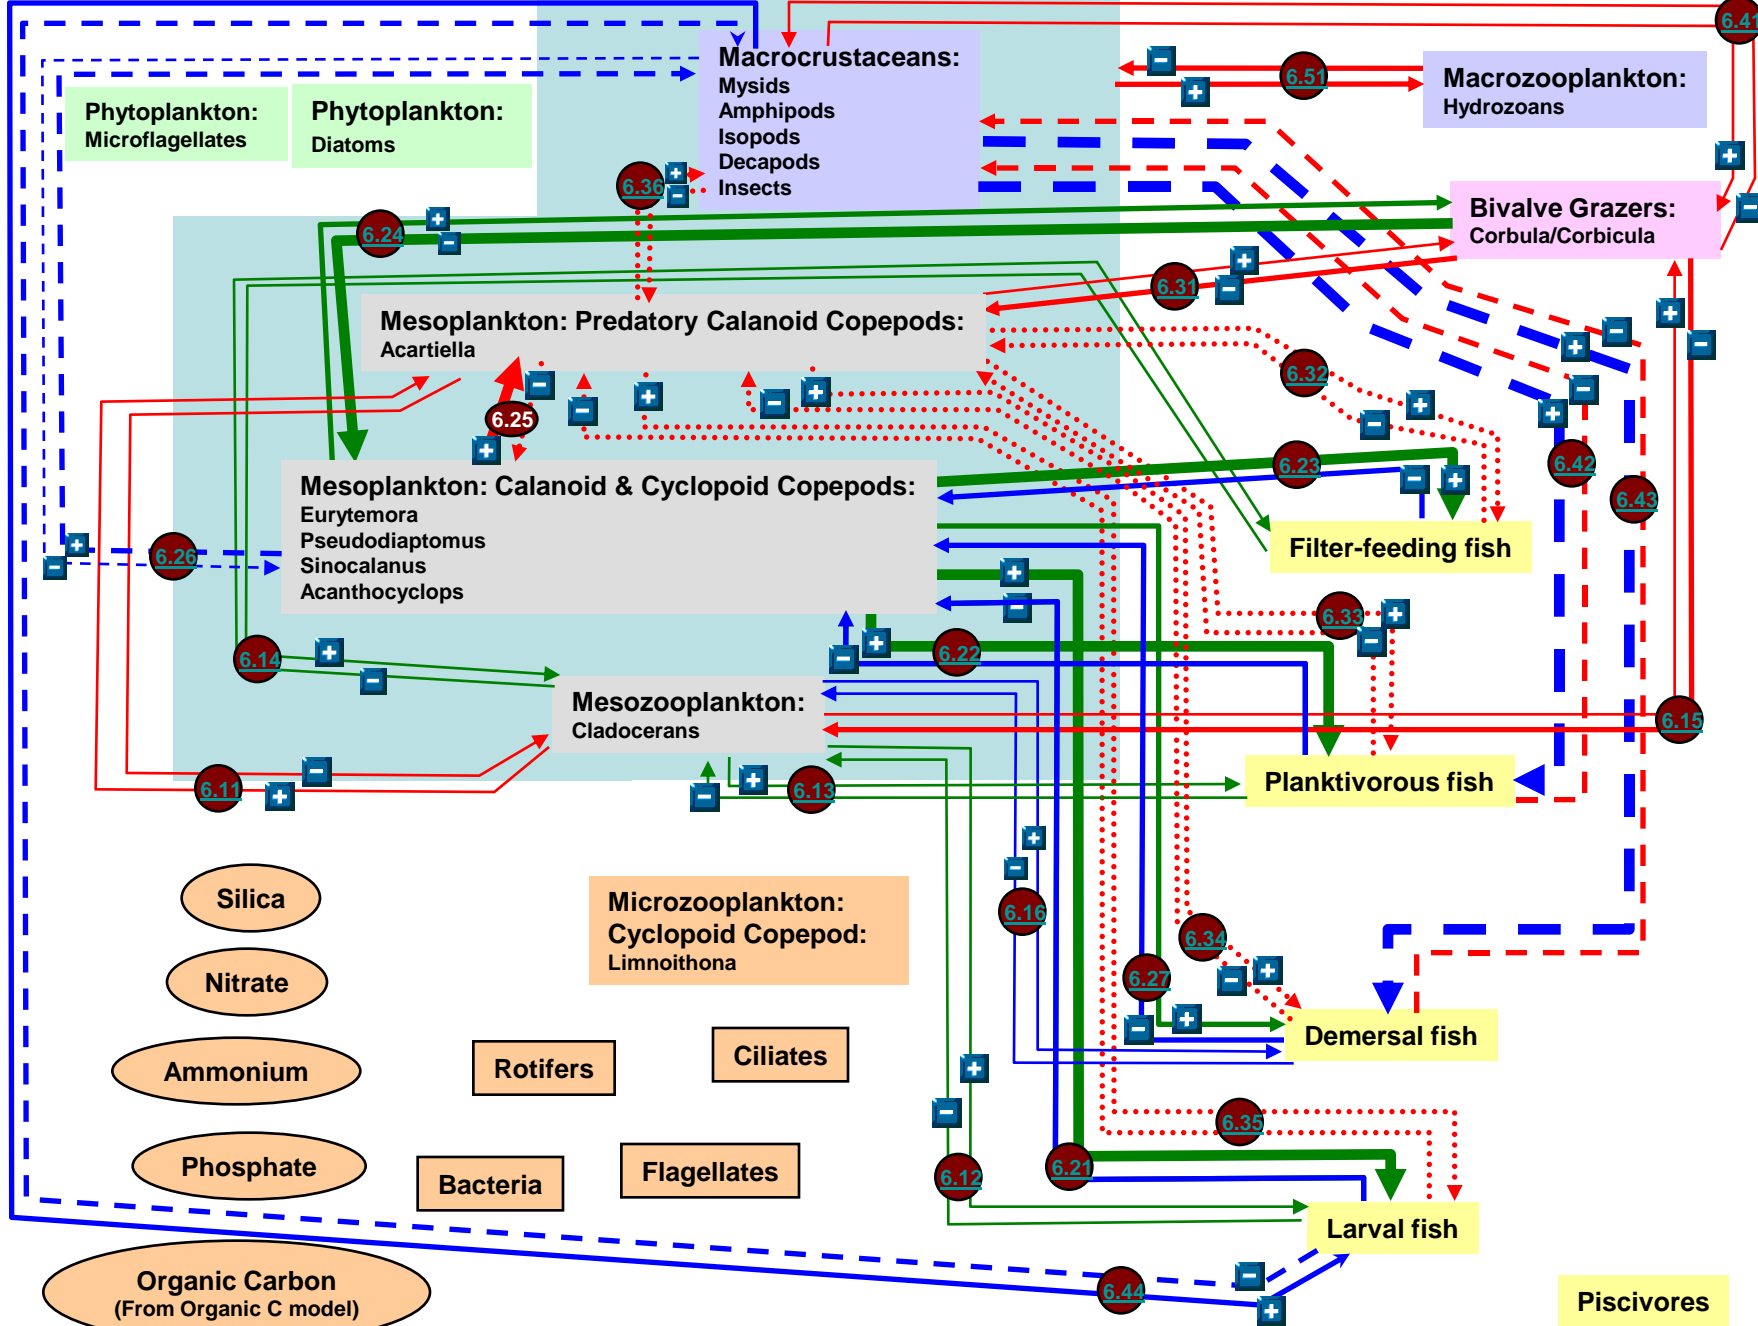 6.41
Macrocrustaceans:
Mysids
Amphipods
Isopods
Decapods
Insects
6.51
Macrozooplankton:
Hydrozoans
Phytoplankton:
Microflagellates
Phytoplankton:
Diatoms
6.36
6.24
Bivalve Grazers:
Corbula/Corbicula
6.31
Mesoplankton: Predatory Calanoid Copepods:
Acartiella
6.32
6.25
6.23
6.42
6.43
Mesoplankton: Calanoid & Cyclopoid Copepods:
Eurytemora
Pseudodiaptomus
Sinocalanus
Acanthocyclops
6.26
Filter-feeding fish
6.33
6.14
6.22
Mesozooplankton:
Cladocerans
6.15
6.11
6.13
Planktivorous fish
Silica
Microzooplankton:
Cyclopoid Copepod:
Limnoithona
6.16
6.34
6.27
Nitrate
Demersal fish
Ammonium
Rotifers
Ciliates
6.35
Phosphate
Bacteria
Flagellates
6.12
6.21
Larval fish
Organic Carbon
(From Organic C model)
6.44
Piscivores